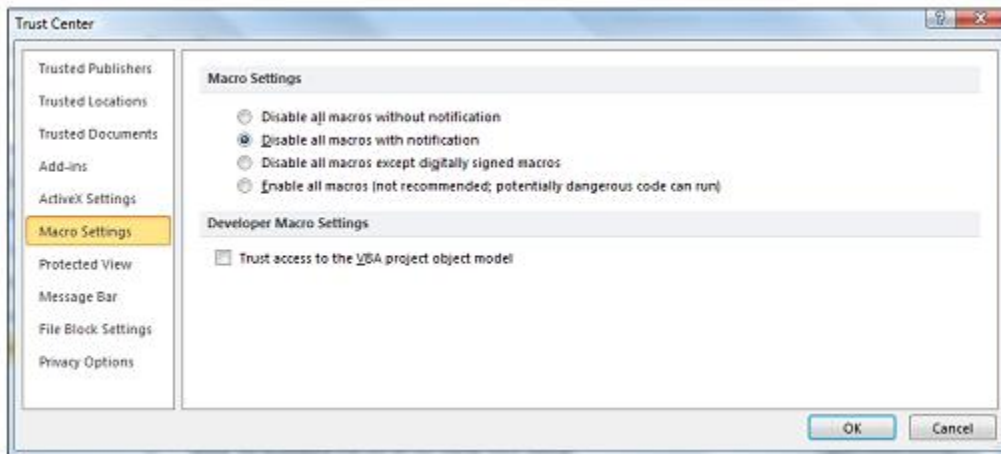 Trust Center
Trusted Publishers
Trusted Locations
Trusted Documents
Add-ins
ActiveX Settings
Macro Settings
Protected View
Message Bar
File Block Settings
Privacy Options
Macro Settings
Disable all macros without notification
Disable all macros with notification
Disable all macros except digitally signed macros
Enable all macros (not recommended; potentially dangerous code can run)
Developer Macro Settings
Trust access to the VBA project object model
OK
Cancel